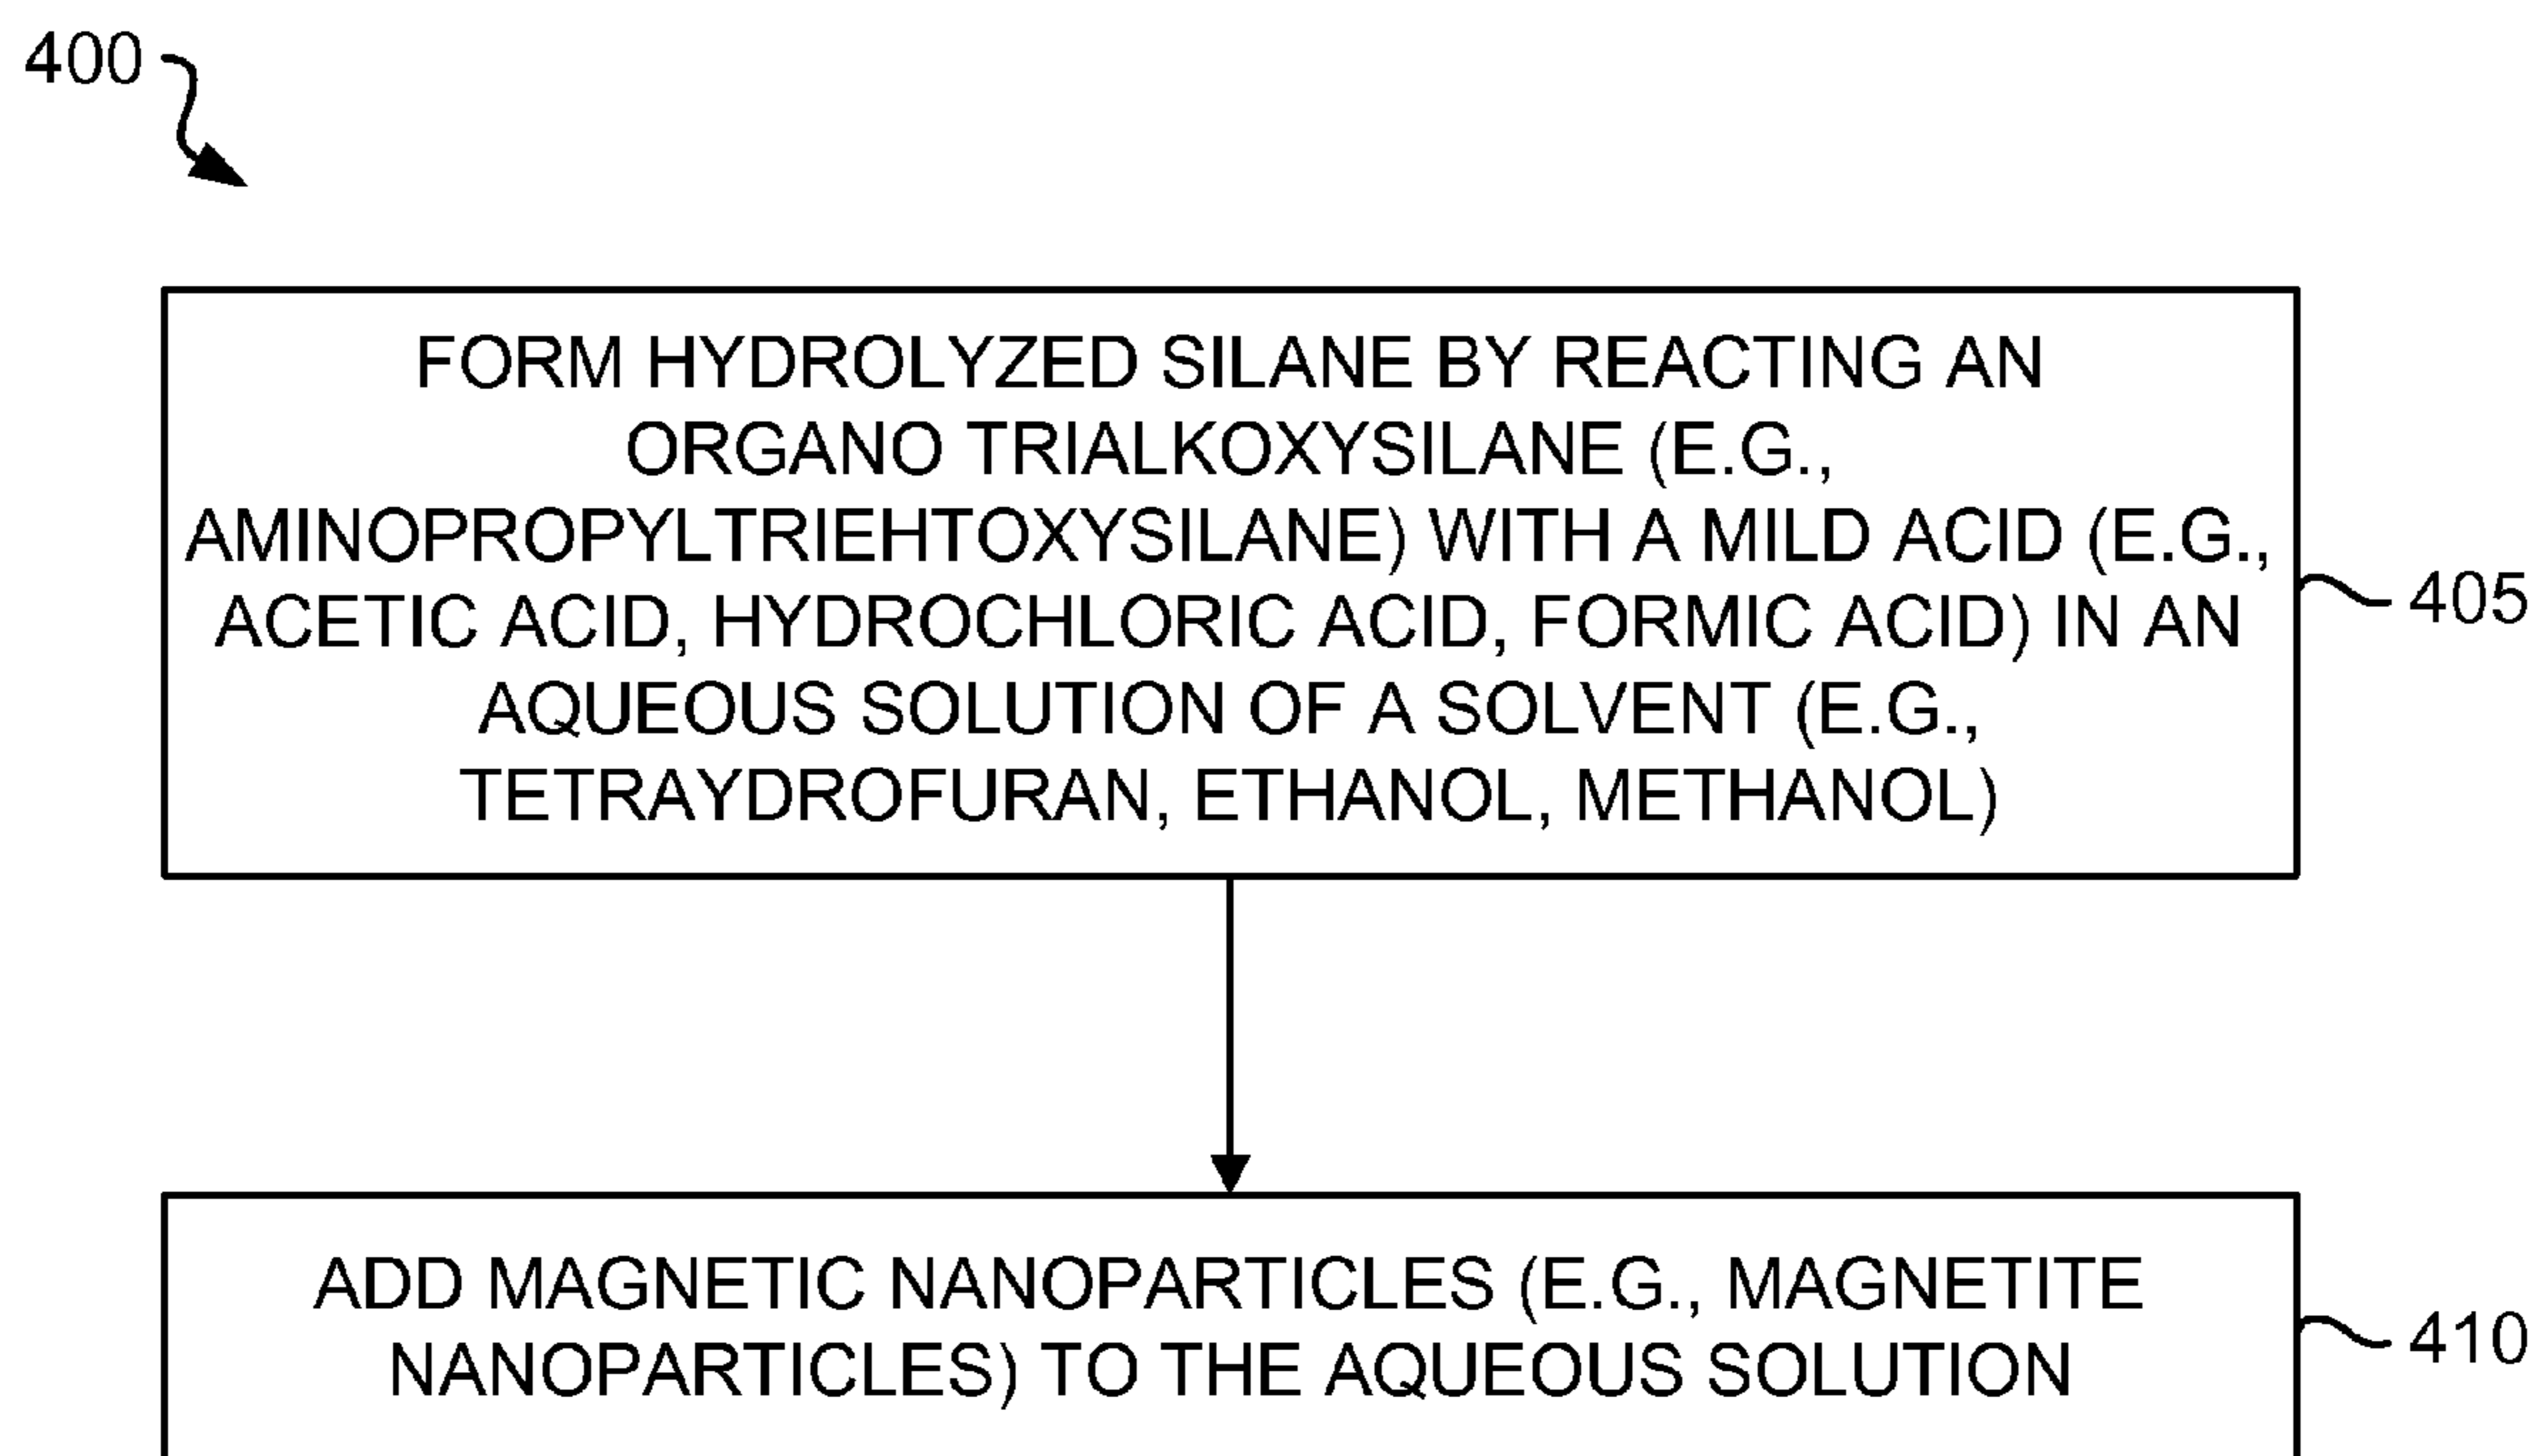 400
FORM HYDROLYZED SILANE BY REACTING AN
ORGANO TRIALKOXYSILANE (E.G.,
AMINOPROPYLTRIEHTOXYSILANE) WITH A MILD ACID (E.G.,
ACETIC ACID, HYDROCHLORIC ACID, FORMIC ACID) IN AN
AQUEOUS SOLUTION OF A SOLVENT (E.G.,
TETRAYDROFURAN, ETHANOL, METHANOL)
405
ADD MAGNETIC NANOPARTICLES (E.G., MAGNETITE
NANOPARTICLES) TO THE AQUEOUS SOLUTION
410